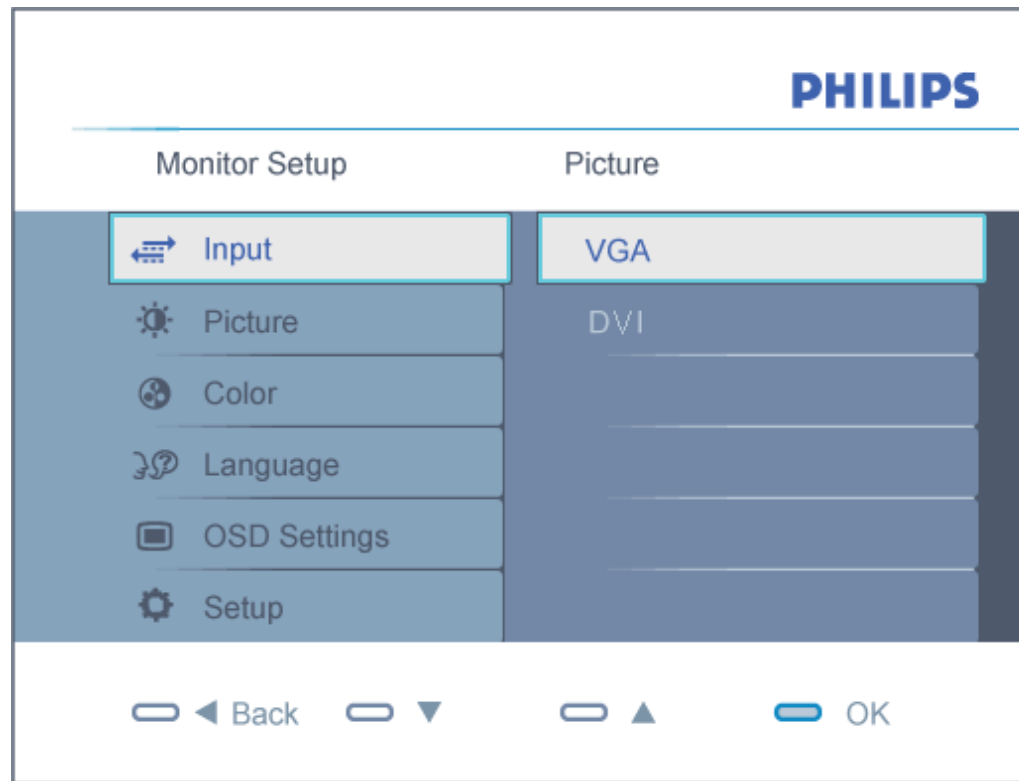 PHILIPS
Monitor Setup Picture
Input VGA
Picture DVI
Color
Language
OSD Settings
Setup
Back OK